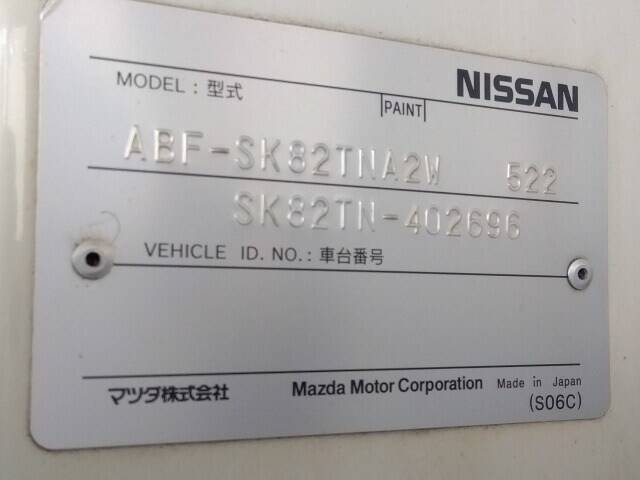 NISSAN
MODEL : 型式
PAINT
ABF-SK82TNA2W 522
SK82TN-402696
VEHICLE ID. NO. : 車台番号
マツダ株式会社 Mazda Motor Corporation Made in Japan
(S06C)